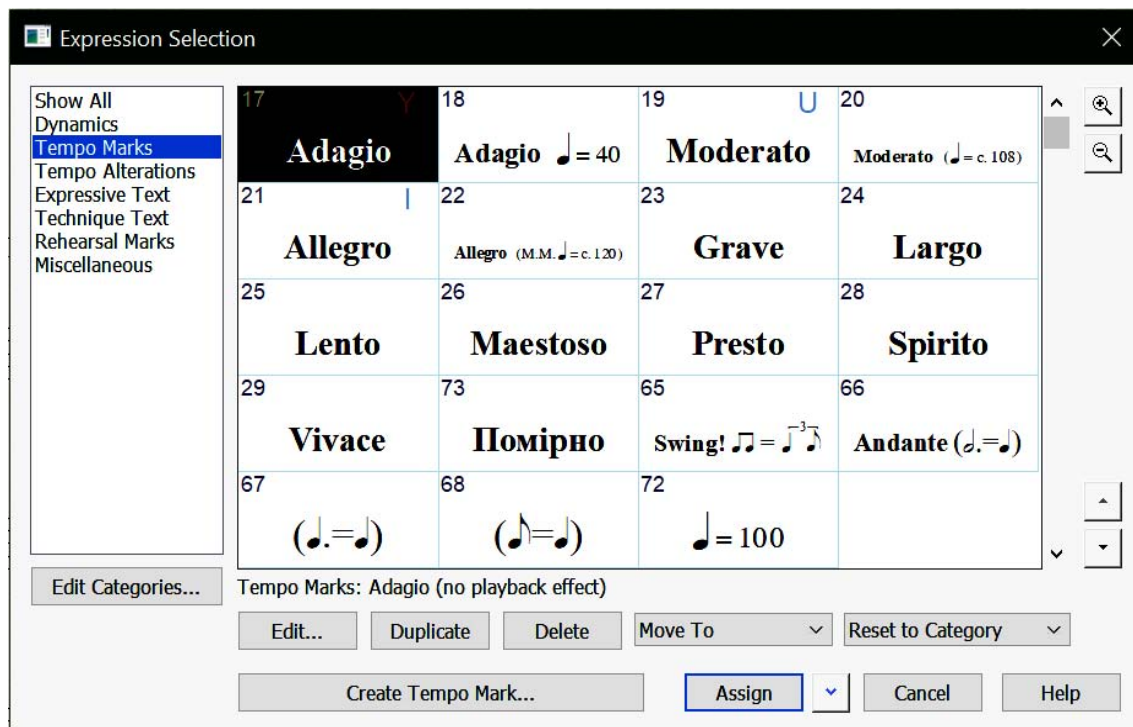 Expression Selection
Show All
Dynamics
Tempo Marks
Tempo Alterations
Expressive Text
Technique Text
Rehearsal Marks
Miscellaneous
Edit Categories...
17 Y 18 19 U 20
Adagio Adagio ♩ = 40 Moderato Moderato (♩ = c. 108)
21 I 22 23 24
Allegro Allegro (M.M. ♩ = c. 120) Grave Largo
25 26 27 28
Lento Maestoso Presto Spirito
29 73 65 66
Vivace Помірно Swing! ♫ = ♩ 3 ♪ Andante (𝅗𝅥. = ♩)
67 68 72
(♩. = ♩) (♪ = ♩) ♩ = 100
Tempo Marks: Adagio (no playback effect)
Edit... Duplicate Delete Move To Reset to Category
Create Tempo Mark... Assign Cancel Help